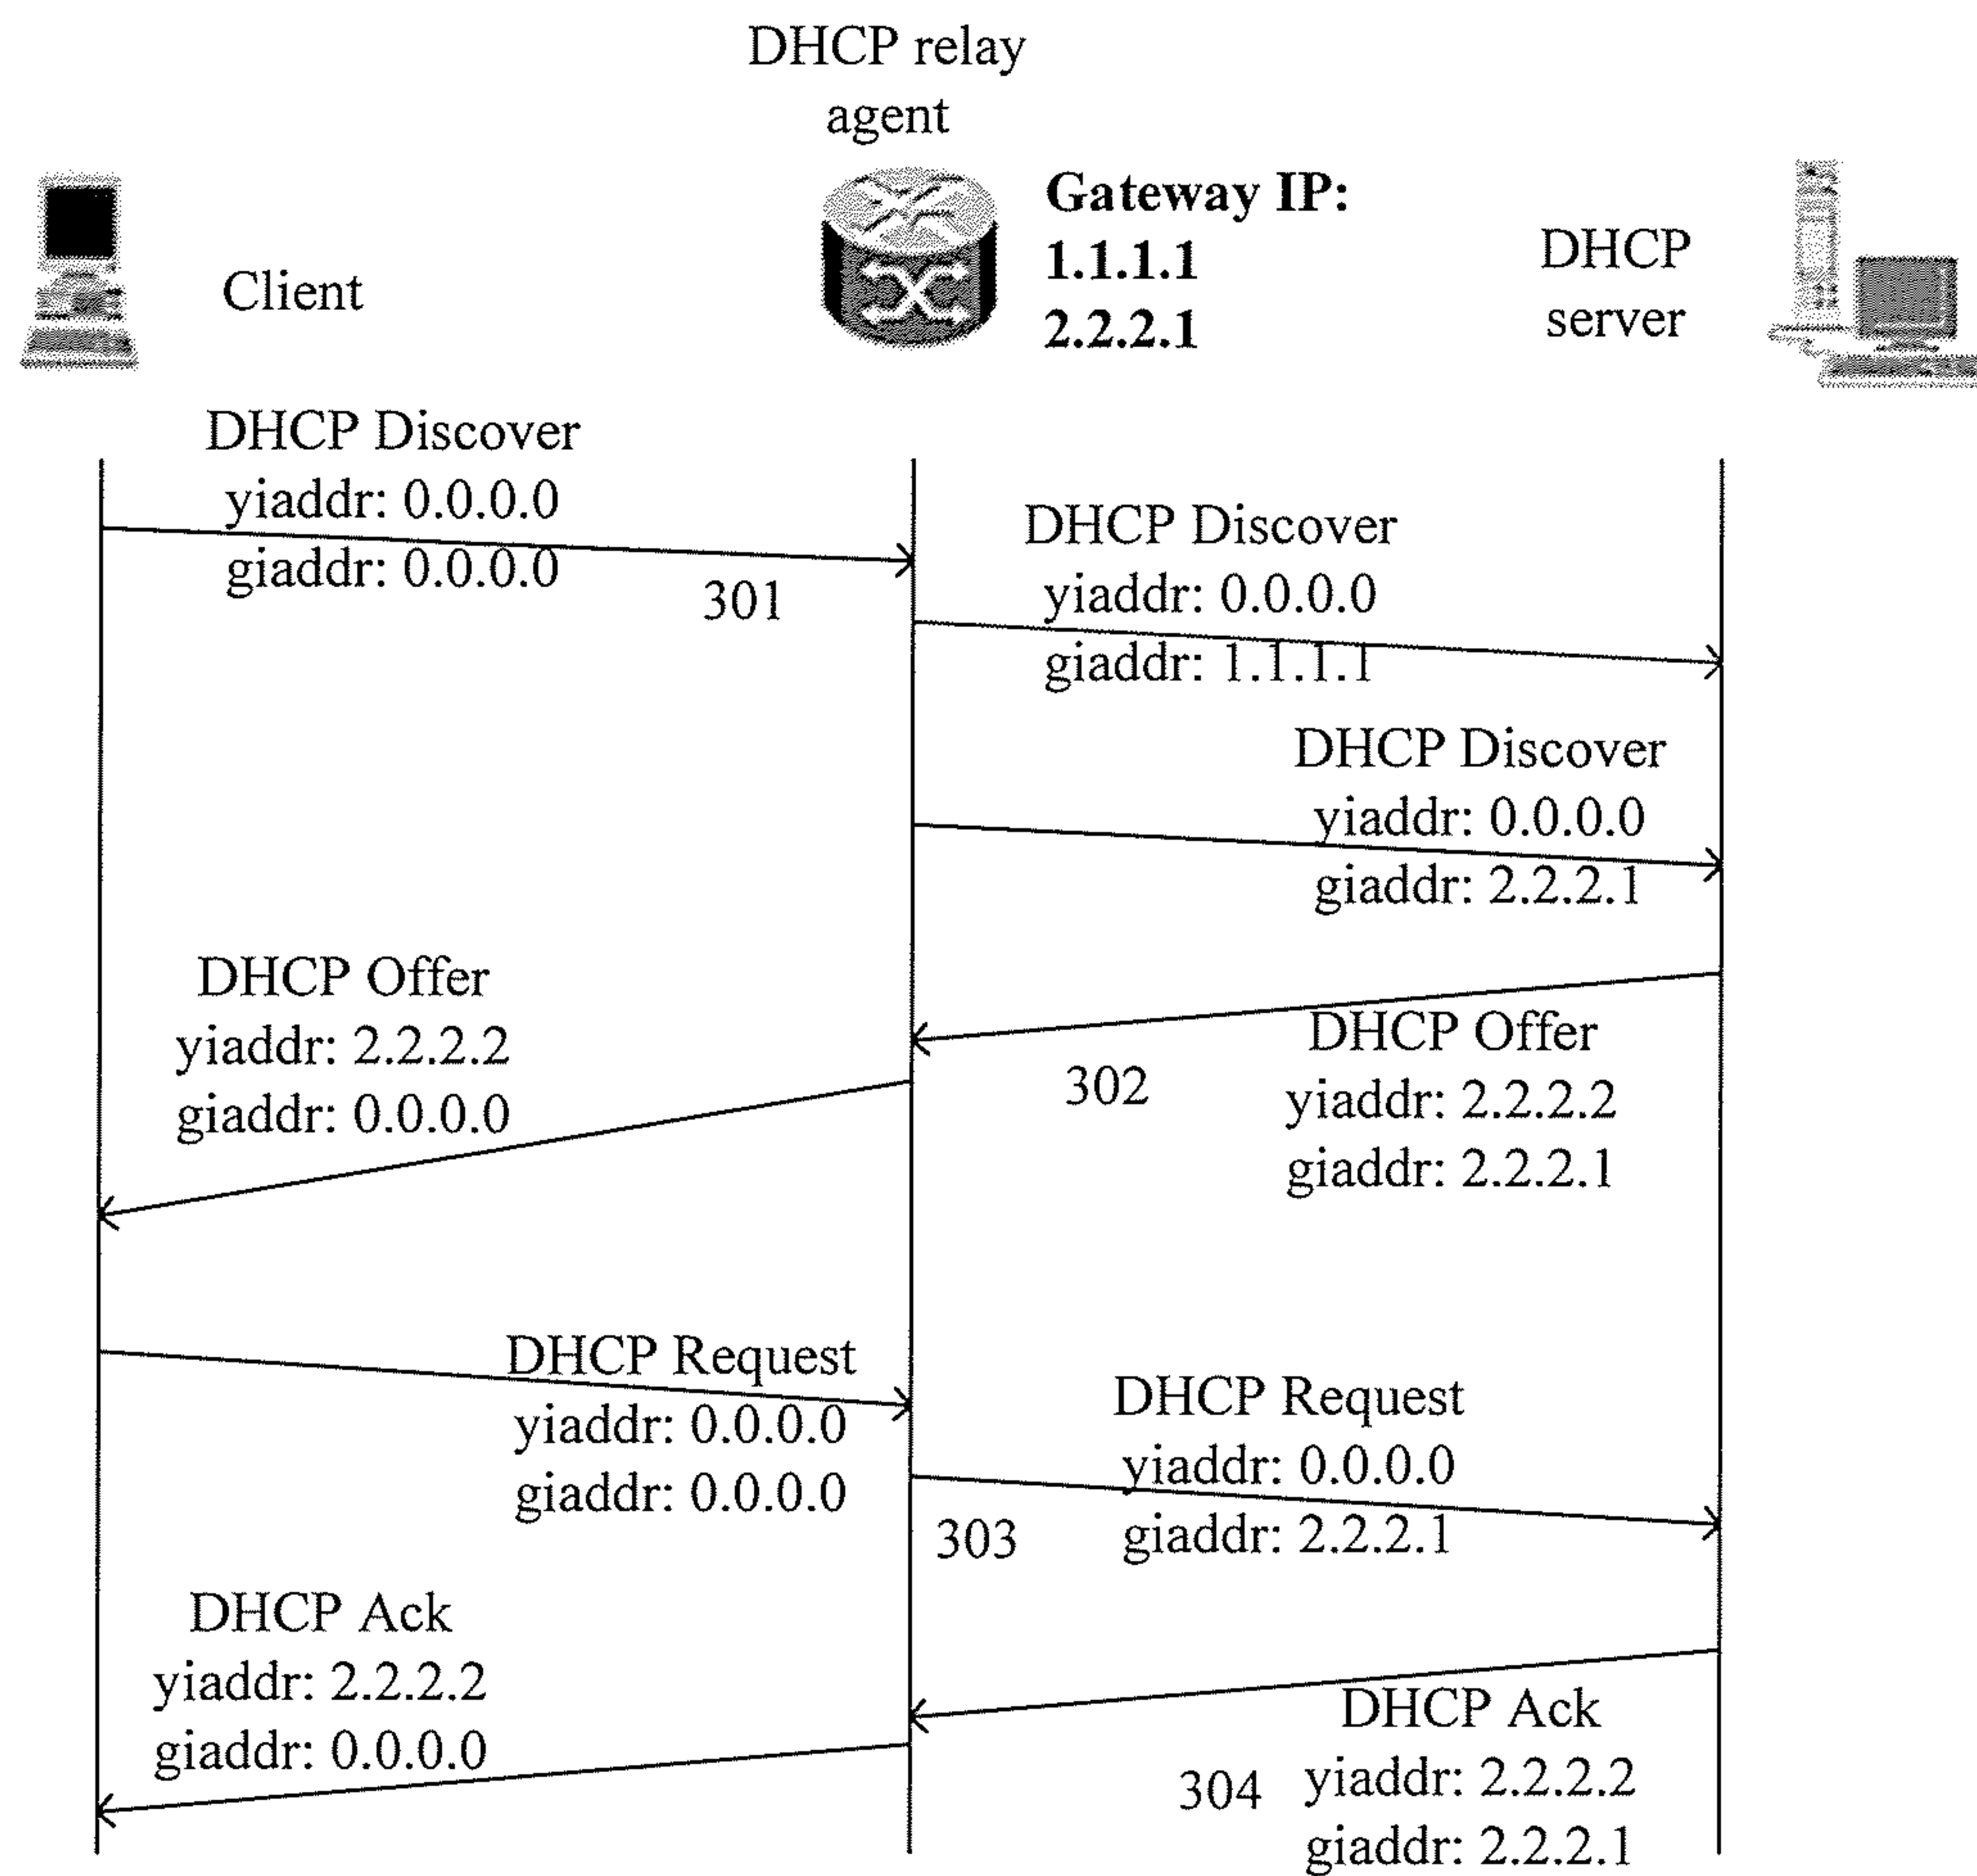 DHCP relay
agent
Gateway IP:
1.1.1.1
2.2.2.1
Client
DHCP
server
DHCP Discover
yiaddr: 0.0.0.0
giaddr: 0.0.0.0
301
DHCP Discover
yiaddr: 0.0.0.0
giaddr: 1.1.1.1
DHCP Discover
yiaddr: 0.0.0.0
giaddr: 2.2.2.1
DHCP Offer
yiaddr: 2.2.2.2
giaddr: 0.0.0.0
302
DHCP Offer
yiaddr: 2.2.2.2
giaddr: 2.2.2.1
DHCP Request
yiaddr: 0.0.0.0
giaddr: 0.0.0.0
303
DHCP Request
yiaddr: 0.0.0.0
giaddr: 2.2.2.1
DHCP Ack
yiaddr: 2.2.2.2
giaddr: 0.0.0.0
304
DHCP Ack
yiaddr: 2.2.2.2
giaddr: 2.2.2.1